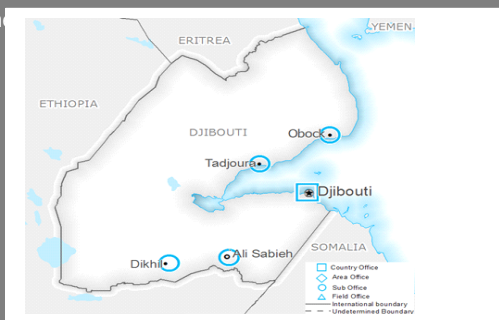 YEMEN
ERITREA
ETHIOPIA
DJIBOUTI
Obock
Tadjoura
Djibouti
Ali Sabieh
Dikhil
SOMALIA
Country Office
Area Office
Sub Office
Field Office
International boundary
Undetermined Boundary